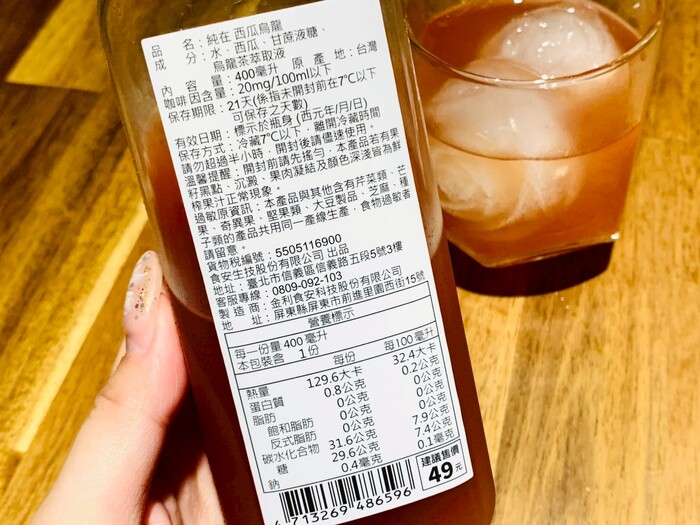 品 名：純在 西瓜烏龍
成 分：水、西瓜、甘蔗液糖、
烏龍茶萃取液
內 容 量：400毫升 原 產 地：台灣
咖啡因含量：20mg/100ml以下
保存期限：21天(係指未開封前在7℃以下
可保存之天數)
有效日期：標示於瓶身 (西元年/月/日)
保存方式：冷藏7℃以下，離開冷藏時間
請勿超過半小時，開封後請儘速使用。
溫馨提醒：開封前請先搖勻，本產品若有果
籽黑點、沉澱、果肉凝結及顏色深淺皆為鮮
榨果汁正常現象。
過敏原資訊：本產品與其他含有芹菜類、芒
果、奇異果、堅果類、大豆製品、芝麻、種
子類的產品共用同一產線生產，食物過敏者
請留意。
貨物稅編號：5505116900
食安生技股份有限公司 出品
地址：臺北市信義區信義路五段5號3樓
客服專線：0809-092-103
製 造 商：金利食安科技股份有限公司
地 址：屏東縣屏東市前進里園西街15號
營養標示
每一份量 400 毫升
本包裝含 1份
每份 每100毫升
熱量 129.6大卡 32.4大卡
蛋白質 0.8公克 0.2公克
脂肪 0公克 0公克
飽和脂肪 0公克 0公克
反式脂肪 0公克 0公克
碳水化合物 31.6公克 7.9公克
糖 29.6公克 7.4公克
鈉 0.4毫克 0.1毫克
建議售價
49元
4 713269 486596